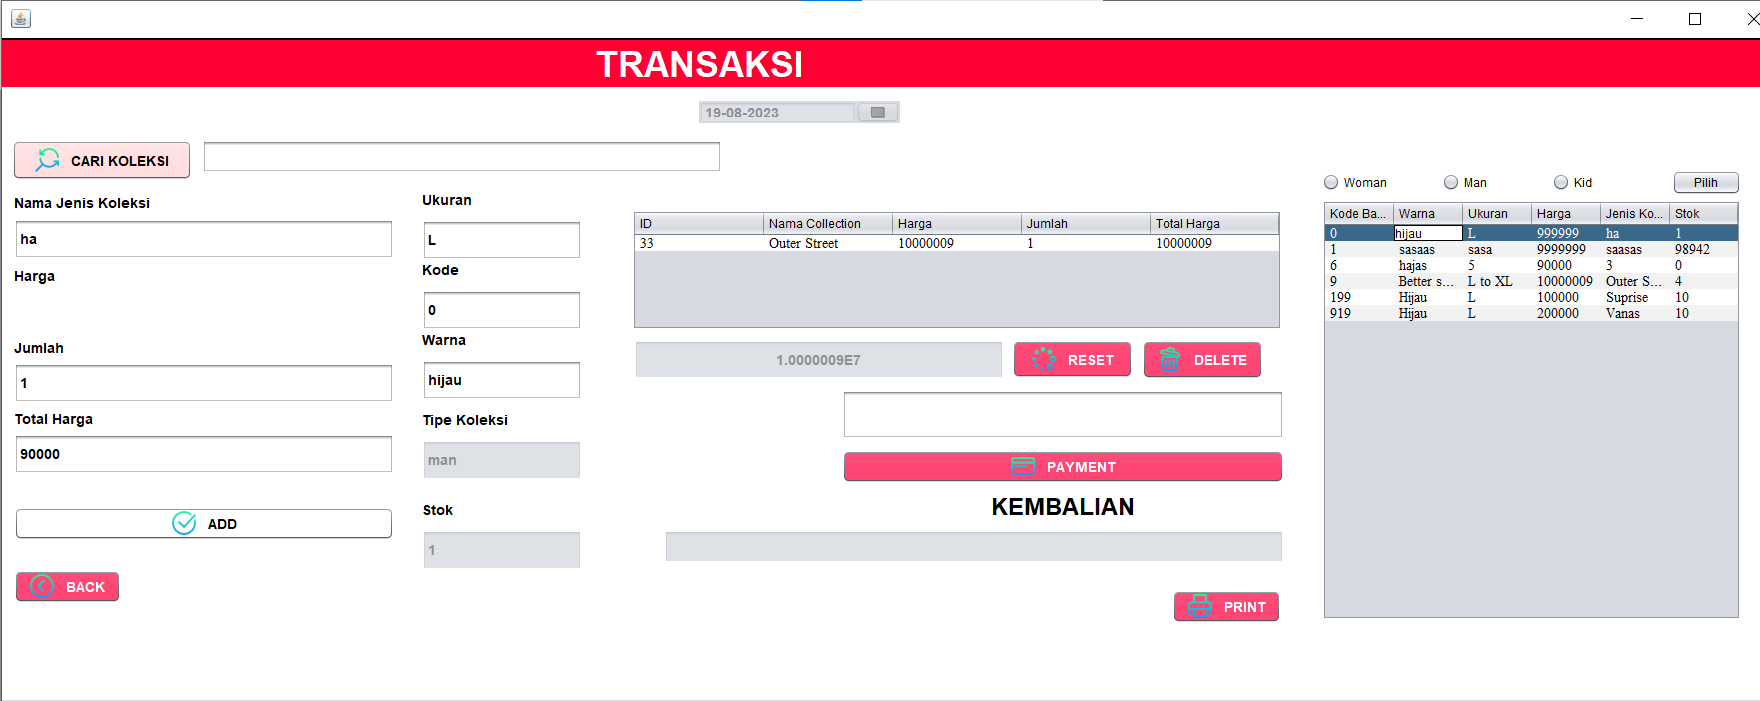 TRANSAKSI
19-08-2023
CARI KOLEKSI
Nama Jenis Koleksi
ha
Harga
Jumlah
1
Total Harga
90000
ADD
BACK
Ukuran
L
Kode
0
Warna
hijau
Tipe Koleksi
man
Stok
1
ID Nama Collection Harga Jumlah Total Harga
33 Outer Street 10000009 1 10000009
1.0000009E7
RESET
DELETE
PAYMENT
KEMBALIAN
PRINT
Woman Man Kid Pilih
Kode Ba... Warna Ukuran Harga Jenis Ko... Stok
0 hijau L 999999 ha 1
1 sasaas sasa 9999999 saasas 98942
6 hajas 5 90000 3 0
9 Better s... L to XL 10000009 Outer S... 4
199 Hijau L 100000 Suprise 10
919 Hijau L 200000 Vanas 10